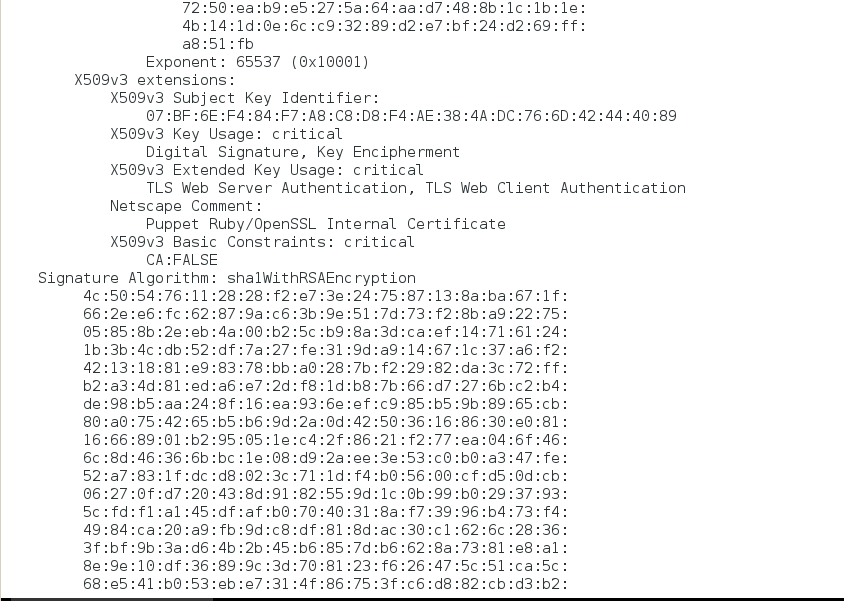 72:50:ea:b9:e5:27:5a:64:aa:d7:48:8b:1c:1b:1e:
4b:14:1d:0e:6c:c9:32:89:d2:e7:bf:24:d2:69:ff:
a8:51:fb
Exponent: 65537 (0x10001)
X509v3 extensions:
X509v3 Subject Key Identifier:
07:BF:6E:F4:84:F7:A8:C8:D8:F4:AE:38:4A:DC:76:6D:42:44:40:89
X509v3 Key Usage: critical
Digital Signature, Key Encipherment
X509v3 Extended Key Usage: critical
TLS Web Server Authentication, TLS Web Client Authentication
Netscape Comment:
Puppet Ruby/OpenSSL Internal Certificate
X509v3 Basic Constraints: critical
CA:FALSE
Signature Algorithm: sha1WithRSAEncryption
4c:50:54:76:11:28:28:f2:e7:3e:24:75:87:13:8a:ba:67:1f:
66:2e:e6:fc:62:87:9a:c6:3b:9e:51:7d:73:f2:8b:a9:22:75:
05:85:8b:2e:eb:4a:00:b2:5c:b9:8a:3d:ca:ef:14:71:61:24:
1b:3b:4c:db:52:df:7a:27:fe:31:9d:a9:14:67:1c:37:a6:f2:
42:13:18:81:e9:83:78:bb:a0:28:7b:f2:29:82:da:3c:72:ff:
b2:a3:4d:81:ed:a6:e7:2d:f8:1d:b8:7b:66:d7:27:6b:c2:b4:
de:98:b5:aa:24:8f:16:ea:93:6e:ef:c9:85:b5:9b:89:65:cb:
80:a0:75:42:65:b5:b6:9d:2a:0d:42:50:36:16:86:30:e0:81:
16:66:89:01:b2:95:05:1e:c4:2f:86:21:f2:77:ea:04:6f:46:
6c:8d:46:36:6b:bc:1e:08:d9:2a:ee:3e:53:c0:b0:a3:47:fe:
52:a7:83:1f:dc:d8:02:3c:71:1d:f4:b0:56:00:cf:d5:0d:cb:
06:27:0f:d7:20:43:8d:91:82:55:9d:1c:0b:99:b0:29:37:93:
5c:fd:f1:a1:45:df:af:b0:70:40:31:8a:f7:39:96:b4:73:f4:
49:84:ca:20:a9:fb:9d:c8:df:81:8d:ac:30:c1:62:6c:28:36:
3f:bf:9b:3a:d6:4b:2b:45:b6:85:7d:b6:62:8a:73:81:e8:a1:
8e:9e:10:df:36:89:9c:3d:70:81:23:f6:26:47:5c:51:ca:5c:
68:e5:41:b0:53:eb:e7:31:4f:86:75:3f:c6:d8:82:cb:d3:b2: